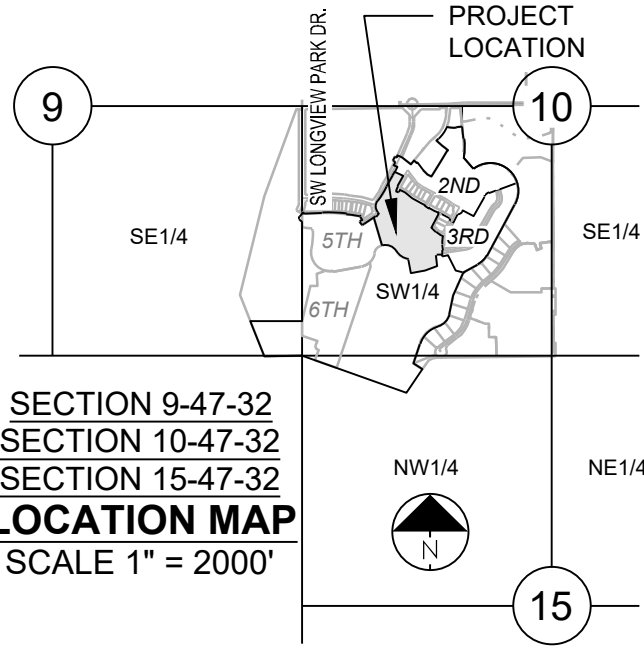 PROJECT
LOCATION
SW LONGVIEW PARK DR.
9
10
2ND
SE1/4
5TH
3RD
SE1/4
SW1/4
6TH
SECTION 9-47-32
SECTION 10-47-32
SECTION 15-47-32
LOCATION MAP
SCALE 1" = 2000'
NW1/4
NE1/4
N
15